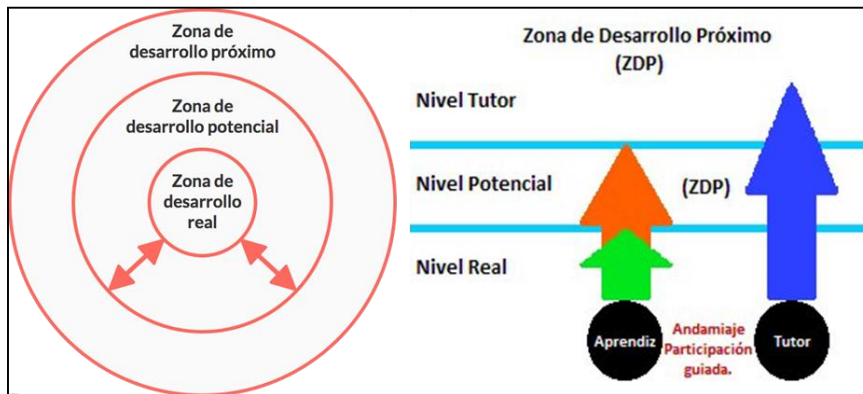 Zona de
desarrollo próximo
Zona de
desarrollo potencial
Zona de
desarrollo
real
Zona de Desarrollo Próximo
(ZDP)
Nivel Tutor
Nivel Potencial
(ZDP)
Nivel Real
Aprendiz
Andamiaje
Participación
guiada.
Tutor